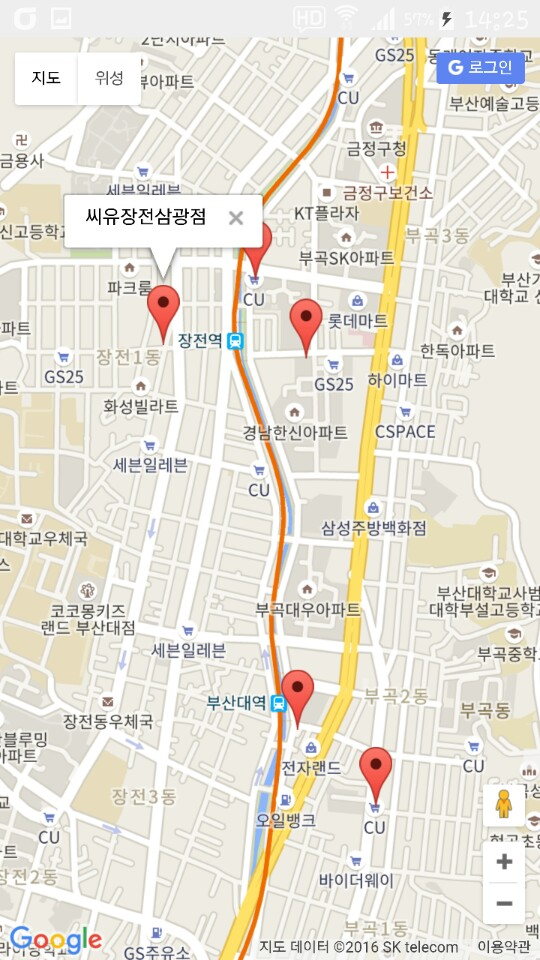 HD 57% 14:25
2단지아파트
GS25
G 로그인
지도 위성
부산예술고등
CU
금용사
금정구청
세븐일레븐
금정구보건소
씨유장전삼광점 ×
KT플라자
부곡3동
신고등학교
부곡SK아파트
파크룸
CU
롯데마트
장전역
장전1동
한독아파트
GS25
GS25
하이마트
화성빌라트
경남한신아파트
CSPACE
세븐일레븐
CU
삼성주방백화점
대학교우체국
코코몽키즈
랜드 부산대점
부산대학교사범
대학부설고등학교
부곡대우아파트
세븐일레븐
부곡중학교
부산대역
부곡2동
장전동우체국
부곡동
전자랜드
CU
장전3동
CU
오일뱅크
CU
바이더웨이
장전2동
부곡1동
Google
GS주유소
지도 데이터 ©2016 SK telecom 이용약관